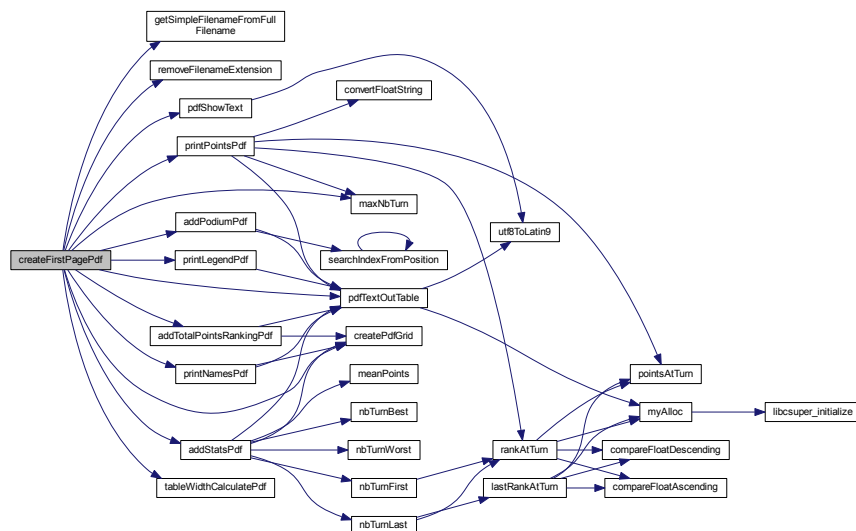 getSimpleFilenameFromFull
Filename
removeFilenameExtension
convertFloatString
pdfShowText
printPointsPdf
maxNbTurn
addPodiumPdf
utf8ToLatin9
createFirstPagePdf
printLegendPdf
searchIndexFromPosition
pdfTextOutTable
addTotalPointsRankingPdf
createPdfGrid
printNamesPdf
meanPoints
pointsAtTurn
nbTurnBest
myAlloc
libcsuper_initialize
addStatsPdf
nbTurnWorst
rankAtTurn
compareFloatDescending
tableWidthCalculatePdf
nbTurnFirst
lastRankAtTurn
compareFloatAscending
nbTurnLast